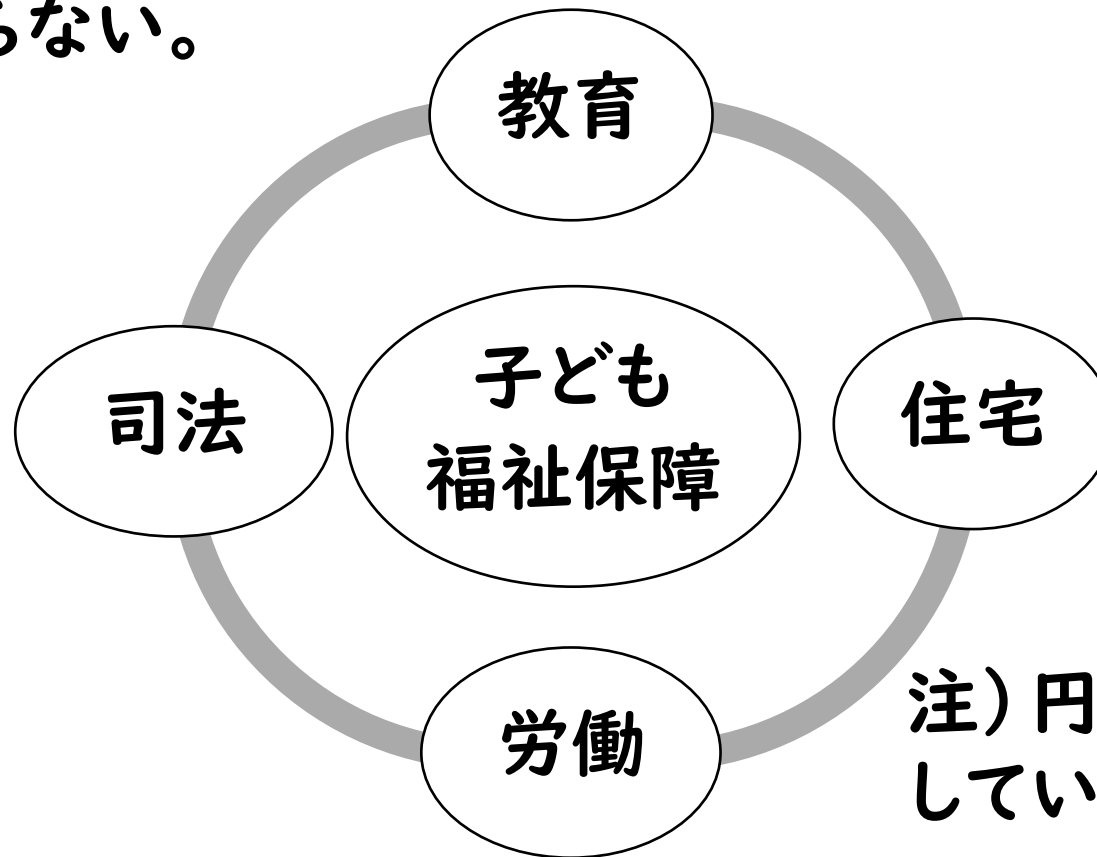 らない。
教育
子ども
福祉保障
司法
住宅
労働
注）円
してい